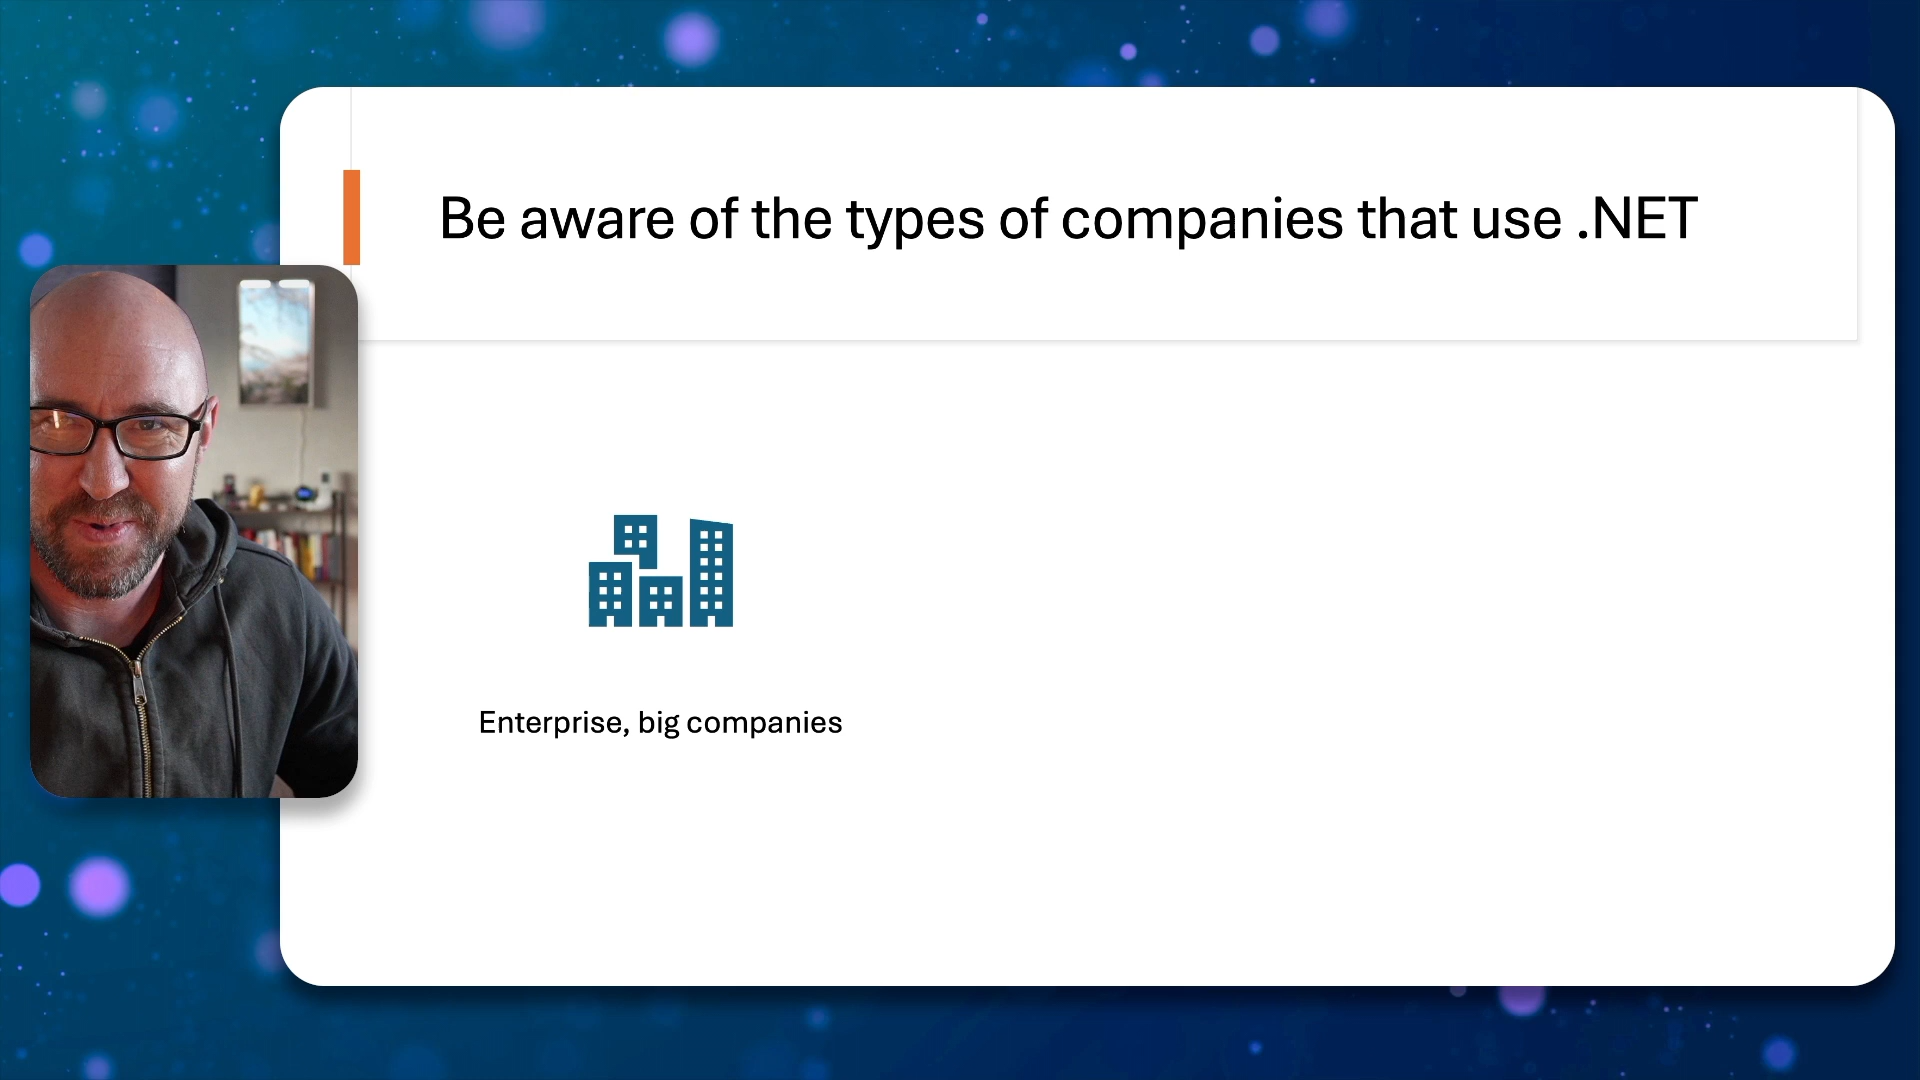 Be aware of the types of companies that use .NET
Enterprise, big companies